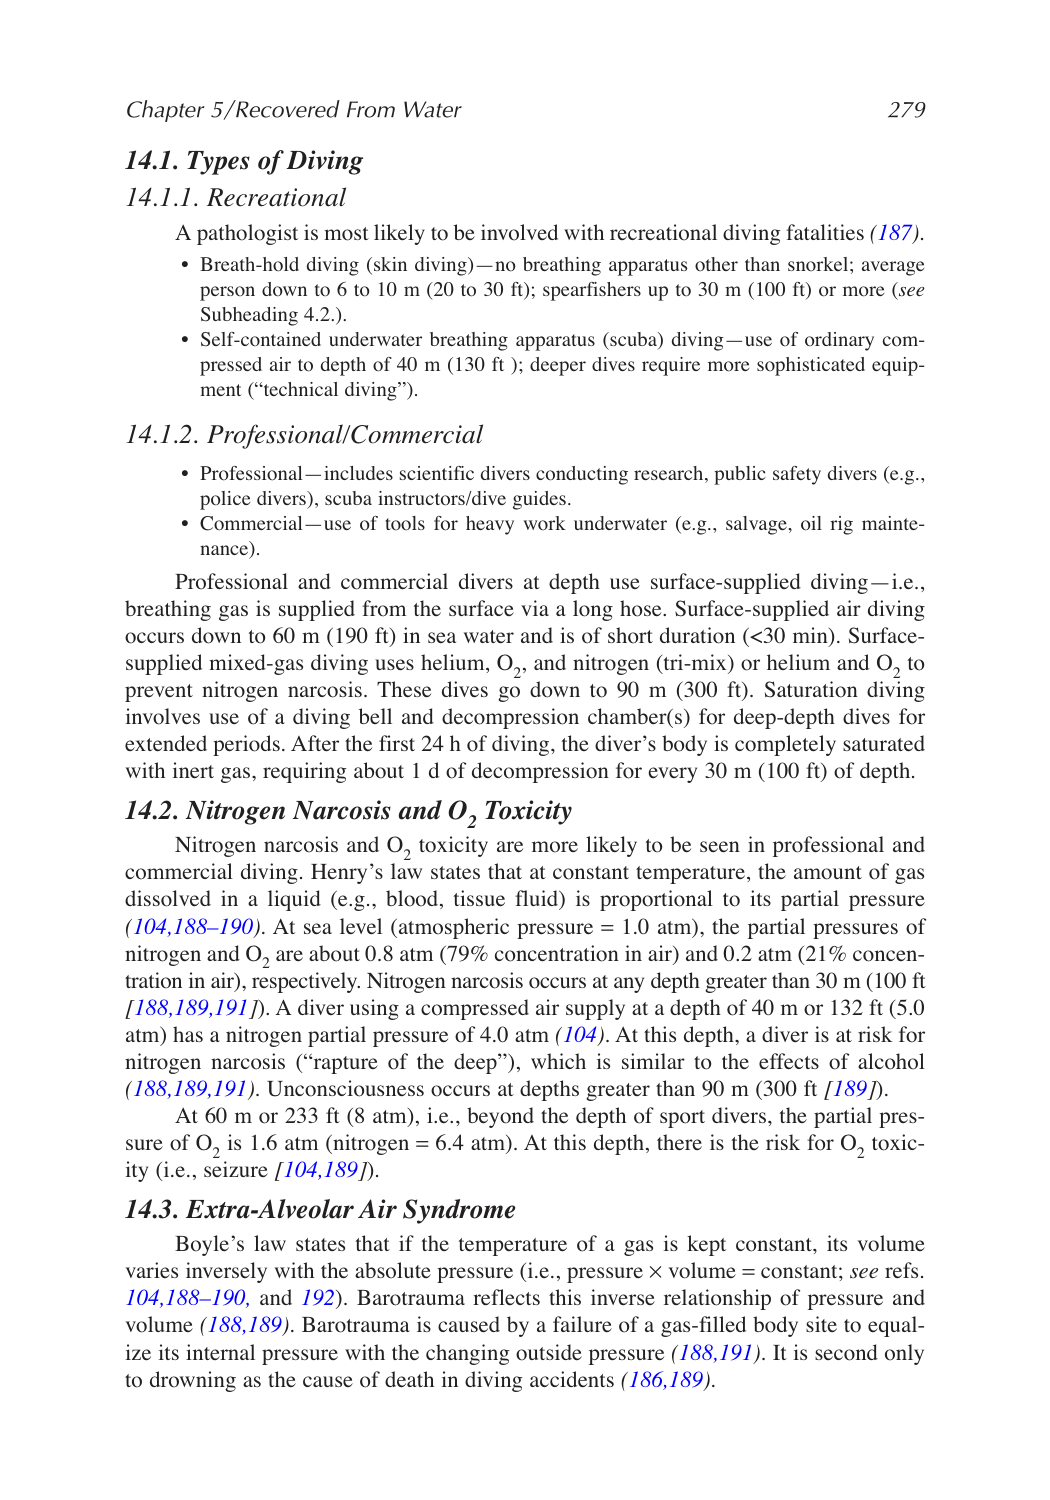 Chapter 5/Recovered From Water 279
14.1. Types of Diving
14.1.1. Recreational
A pathologist is most likely to be involved with recreational diving fatalities (187).
• Breath-hold diving (skin diving)—no breathing apparatus other than snorkel; average
person down to 6 to 10 m (20 to 30 ft); spearfishers up to 30 m (100 ft) or more (see
Subheading 4.2.).
• Self-contained underwater breathing apparatus (scuba) diving—use of ordinary com-
pressed air to depth of 40 m (130 ft ); deeper dives require more sophisticated equip-
ment (“technical diving”).
14.1.2. Professional/Commercial
• Professional—includes scientific divers conducting research, public safety divers (e.g.,
police divers), scuba instructors/dive guides.
• Commercial—use of tools for heavy work underwater (e.g., salvage, oil rig mainte-
nance).
Professional and commercial divers at depth use surface-supplied diving—i.e.,
breathing gas is supplied from the surface via a long hose. Surface-supplied air diving
occurs down to 60 m (190 ft) in sea water and is of short duration (<30 min). Surface-
supplied mixed-gas diving uses helium, O2, and nitrogen (tri-mix) or helium and O2 to
prevent nitrogen narcosis. These dives go down to 90 m (300 ft). Saturation diving
involves use of a diving bell and decompression chamber(s) for deep-depth dives for
extended periods. After the first 24 h of diving, the diver’s body is completely saturated
with inert gas, requiring about 1 d of decompression for every 30 m (100 ft) of depth.
14.2. Nitrogen Narcosis and O2 Toxicity
Nitrogen narcosis and O2 toxicity are more likely to be seen in professional and
commercial diving. Henry’s law states that at constant temperature, the amount of gas
dissolved in a liquid (e.g., blood, tissue fluid) is proportional to its partial pressure
(104,188–190). At sea level (atmospheric pressure = 1.0 atm), the partial pressures of
nitrogen and O2 are about 0.8 atm (79% concentration in air) and 0.2 atm (21% concen-
tration in air), respectively. Nitrogen narcosis occurs at any depth greater than 30 m (100 ft
[188,189,191]). A diver using a compressed air supply at a depth of 40 m or 132 ft (5.0
atm) has a nitrogen partial pressure of 4.0 atm (104). At this depth, a diver is at risk for
nitrogen narcosis (“rapture of the deep”), which is similar to the effects of alcohol
(188,189,191). Unconsciousness occurs at depths greater than 90 m (300 ft [189]).
At 60 m or 233 ft (8 atm), i.e., beyond the depth of sport divers, the partial pres-
sure of O2 is 1.6 atm (nitrogen = 6.4 atm). At this depth, there is the risk for O2 toxic-
ity (i.e., seizure [104,189]).
14.3. Extra-Alveolar Air Syndrome
Boyle’s law states that if the temperature of a gas is kept constant, its volume
varies inversely with the absolute pressure (i.e., pressure × volume = constant; see refs.
104,188–190, and 192). Barotrauma reflects this inverse relationship of pressure and
volume (188,189). Barotrauma is caused by a failure of a gas-filled body site to equal-
ize its internal pressure with the changing outside pressure (188,191). It is second only
to drowning as the cause of death in diving accidents (186,189).